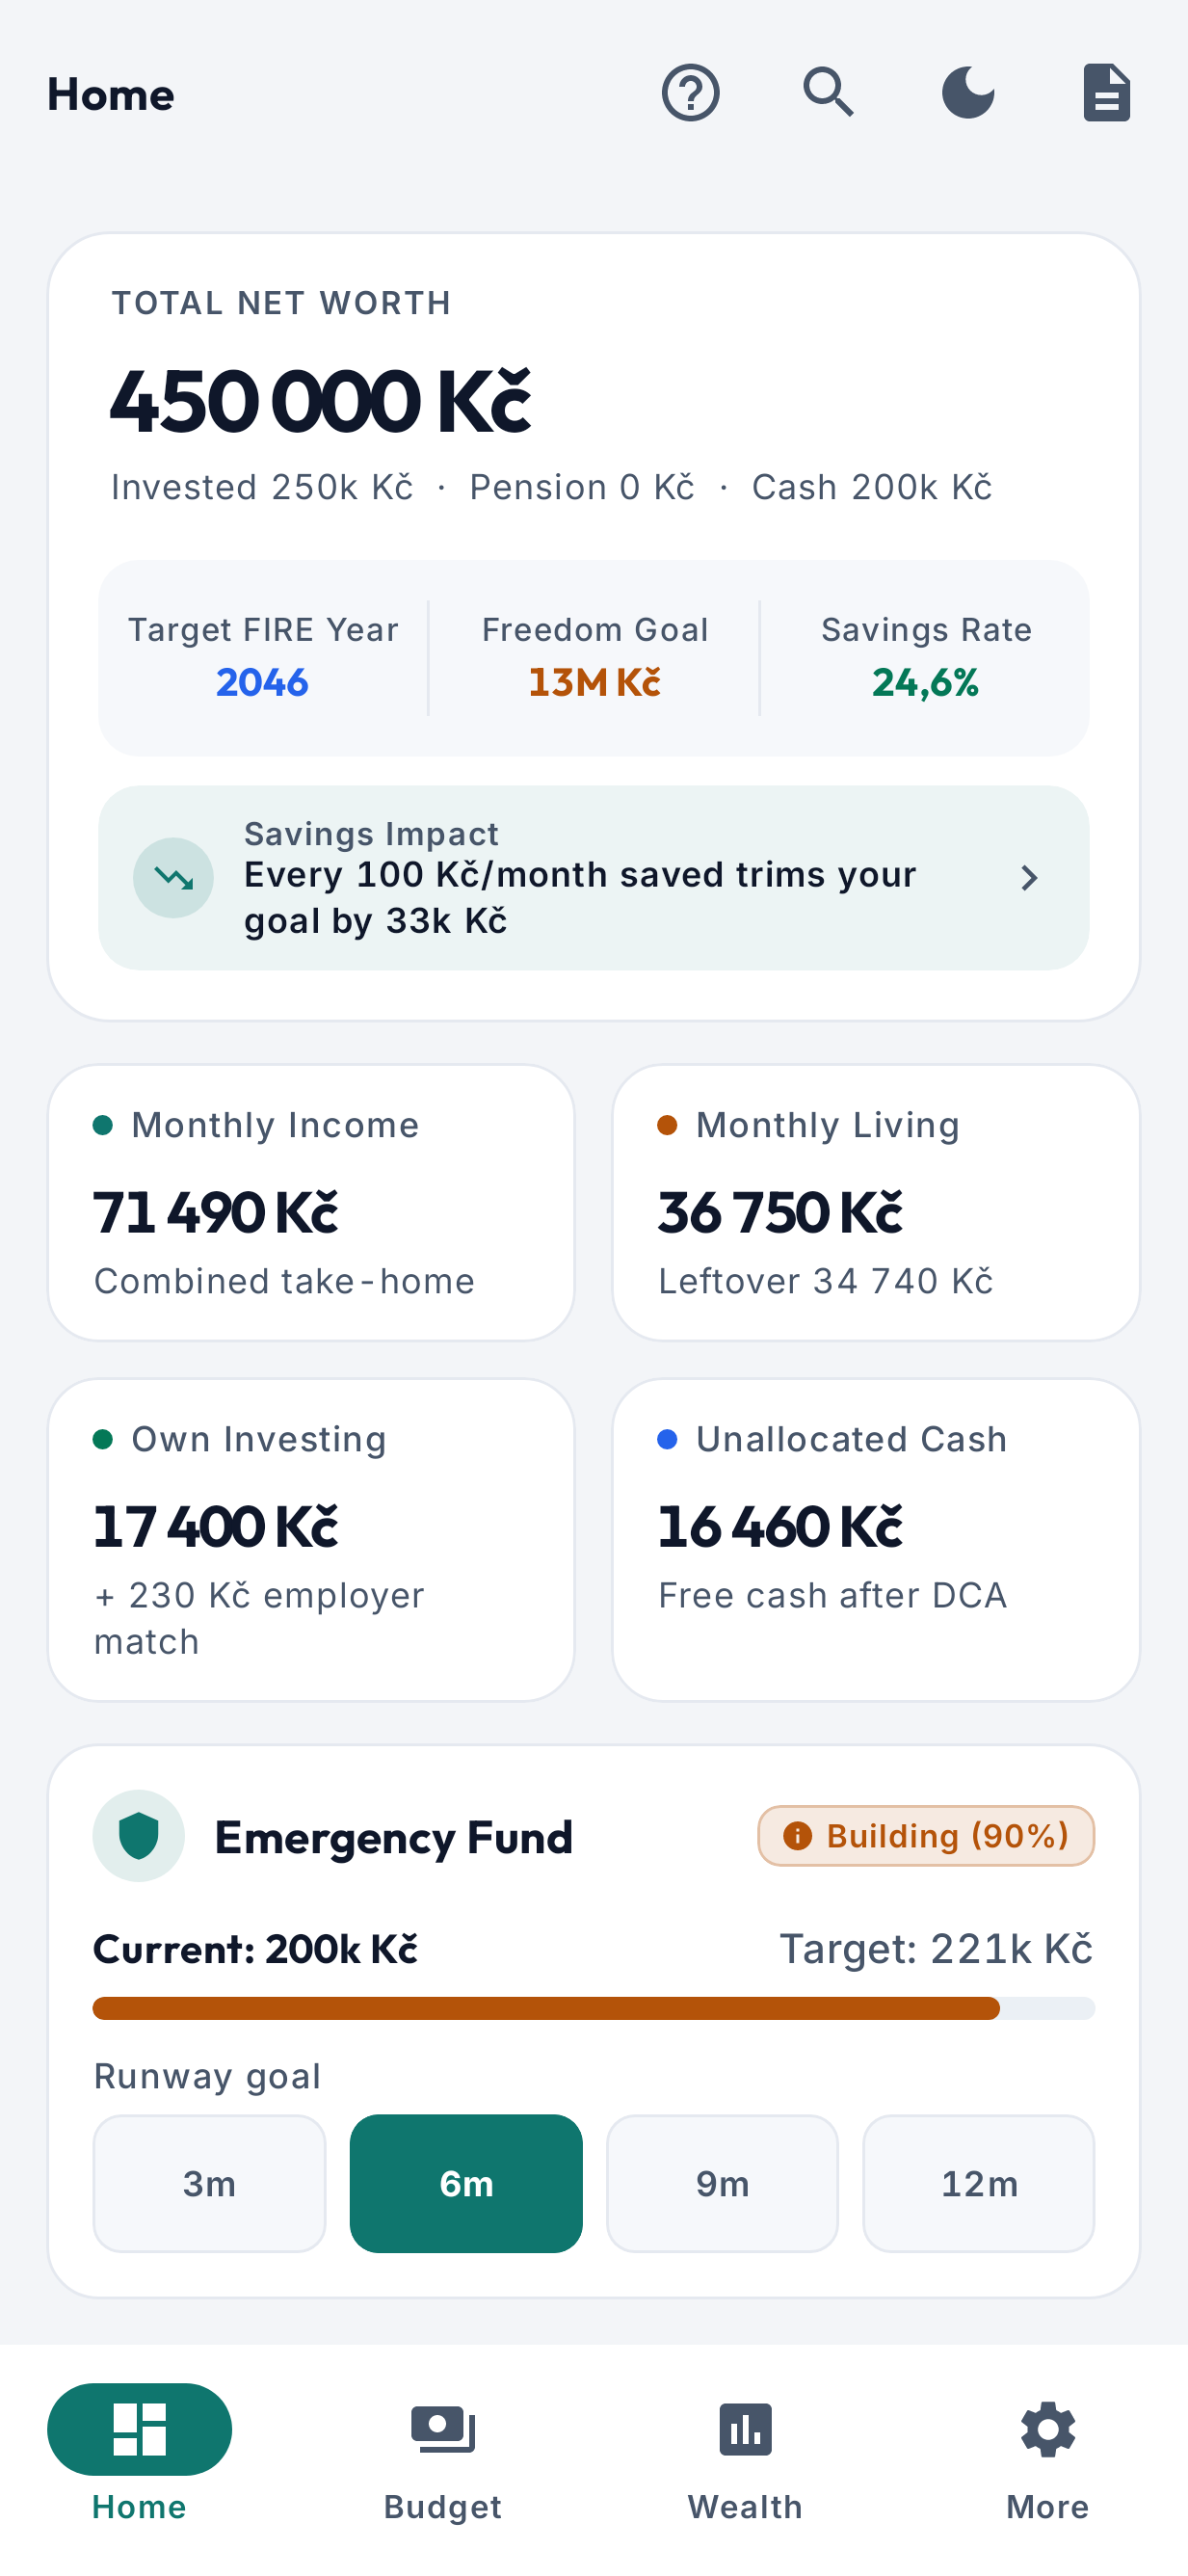 Home
TOTAL NET WORTH
450 000 Kč
Invested 250k Kč · Pension 0 Kč · Cash 200k Kč
Target FIRE Year
2046
Freedom Goal
13M Kč
Savings Rate
24,6%
Savings Impact
Every 100 Kč/month saved trims your
goal by 33k Kč
Monthly Income
71 490 Kč
Combined take-home
Monthly Living
36 750 Kč
Leftover 34 740 Kč
Own Investing
17 400 Kč
+ 230 Kč employer
match
Unallocated Cash
16 460 Kč
Free cash after DCA
Emergency Fund
Building (90%)
Current: 200k Kč
Target: 221k Kč
Runway goal
3m
6m
9m
12m
Home
Budget
Wealth
More